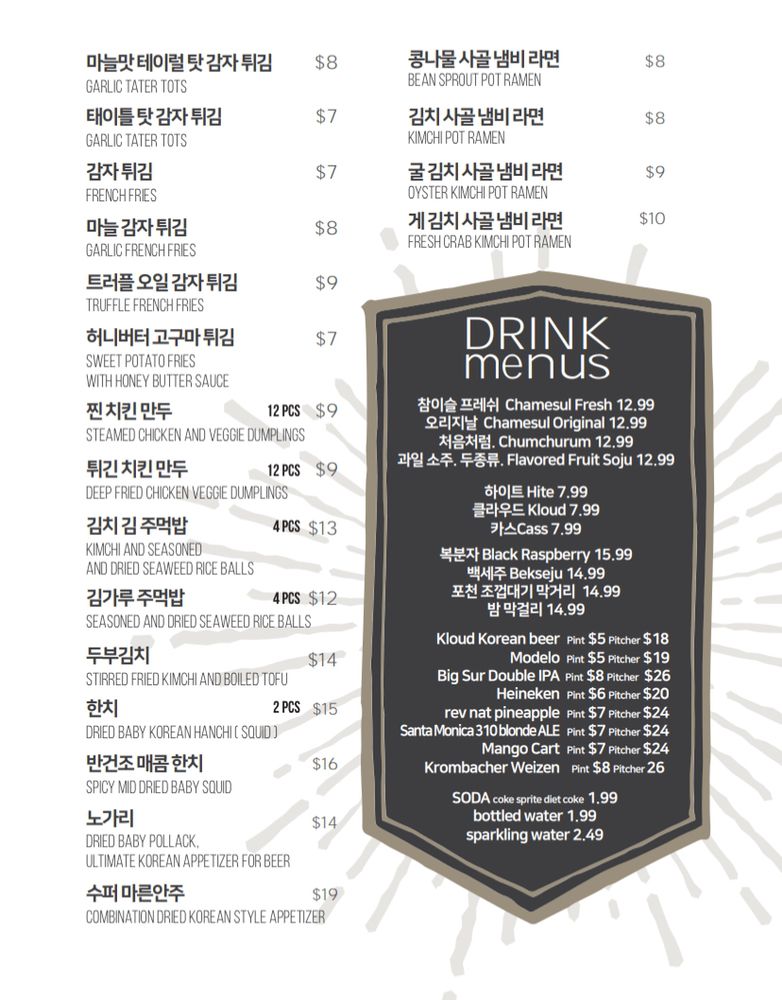 마늘맛 테이럴 탓 감자 튀김 $8
GARLIC TATER TOTS
태이틀 탓 감자 튀김 $7
GARLIC TATER TOTS
감자 튀김 $7
FRENCH FRIES
마늘 감자 튀김 $8
GARLIC FRENCH FRIES
트러플 오일 감자 튀김 $9
TRUFFLE FRENCH FRIES
허니버터 고구마 튀김 $7
SWEET POTATO FRIES
WITH HONEY BUTTER SAUCE
찐 치킨 만두 12 PCS $9
STEAMED CHICKEN AND VEGGIE DUMPLINGS
튀긴 치킨 만두 12 PCS $9
DEEP FRIED CHICKEN VEGGIE DUMPLINGS
김치 김 주먹밥 4 PCS $13
KIMCHI AND SEASONED
AND DRIED SEAWEED RICE BALLS
김가루 주먹밥 4 PCS $12
SEASONED AND DRIED SEAWEED RICE BALLS
두부김치 $14
STIRRED FRIED KIMCHI AND BOILED TOFU
한치 2 PCS $15
DRIED BABY KOREAN HANCHI ( SQUID )
반건조 매콤 한치 $16
SPICY MID DRIED BABY SQUID
노가리 $14
DRIED BABY POLLACK,
ULTIMATE KOREAN APPETIZER FOR BEER
수퍼 마른안주 $19
COMBINATION DRIED KOREAN STYLE APPETIZER
콩나물 사골 냄비 라면 $8
BEAN SPROUT POT RAMEN
김치 사골 냄비 라면 $8
KIMCHI POT RAMEN
굴 김치 사골 냄비 라면 $9
OYSTER KIMCHI POT RAMEN
게 김치 사골 냄비 라면 $10
FRESH CRAB KIMCHI POT RAMEN
DRINK
menus
참이슬 프레쉬 Chamesul Fresh 12.99
오리지날 Chamesul Original 12.99
처음처럼. Chumchurum 12.99
과일 소주. 두종류. Flavored Fruit Soju 12.99
하이트 Hite 7.99
클라우드 Kloud 7.99
카스Cass 7.99
복분자 Black Raspberry 15.99
백세주 Bekseju 14.99
포천 조껍대기 막거리 14.99
밤 막걸리 14.99
Kloud Korean beer Pint $5 Pitcher $18
Modelo Pint $5 Pitcher $19
Big Sur Double IPA Pint $8 Pitcher $26
Heineken Pint $6 Pitcher $20
rev nat pineapple Pint $7 Pitcher $24
Santa Monica 310 blonde ALE Pint $7 Pitcher $24
Mango Cart Pint $7 Pitcher $24
Krombacher Weizen Pint $8 Pitcher 26
SODA coke sprite diet coke 1.99
bottled water 1.99
sparkling water 2.49